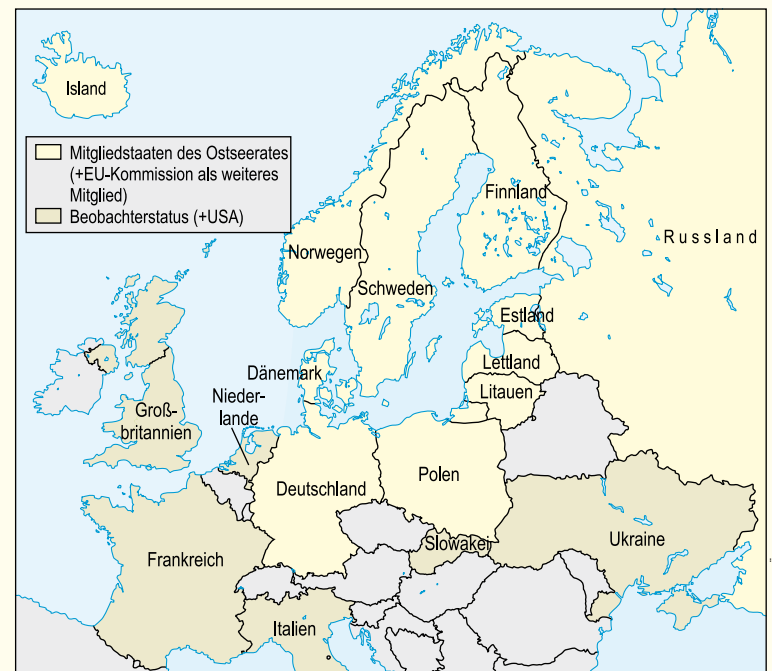 Island
Mitgliedstaaten des Ostseerates
(+EU-Kommission als weiteres
Mitglied)
Beobachterstatus (+USA)
Finnland
Russland
Norwegen
Schweden
Estland
Lettland
Dänemark
Litauen
Nieder-
lande
Groß-
britannien
Polen
Deutschland
Slowakei
Ukraine
Frankreich
Italien